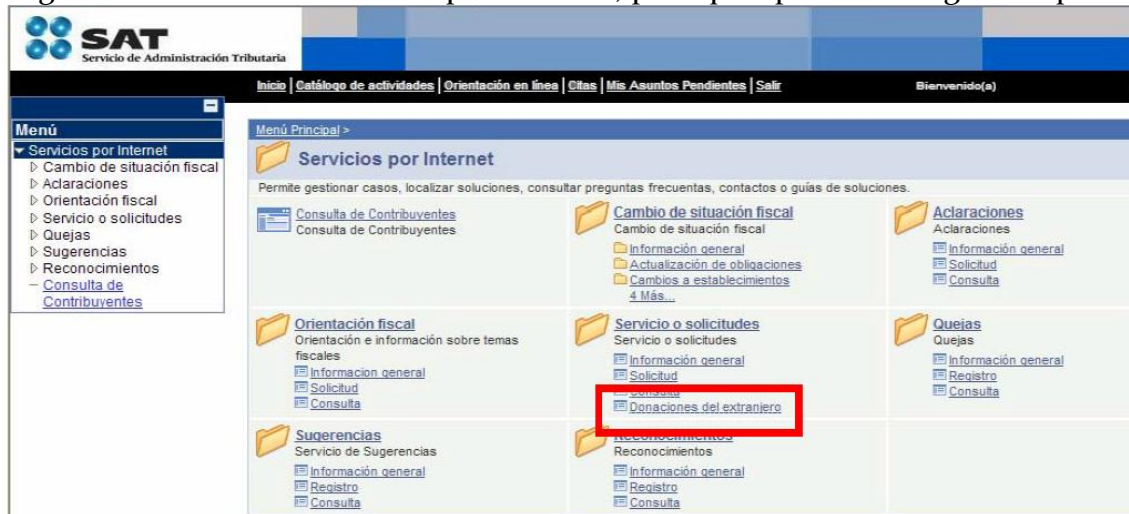 SAT
Servicio de Administración Tributaria
Inicio | Catálogo de actividades | Orientación en línea | Citas | Mis Asuntos Pendientes | Salir
Bienvenido(a)
Menú
Servicios por Internet
Cambio de situación fiscal
Aclaraciones
Orientación fiscal
Servicio o solicitudes
Quejas
Sugerencias
Reconocimientos
Consulta de
Contribuyentes
Menú Principal >
Servicios por Internet
Permite gestionar casos, localizar soluciones, consultar preguntas frecuentas, contactos o guías de soluciones.
Consulta de Contribuyentes
Consulta de Contribuyentes
Cambio de situación fiscal
Cambio de situación fiscal
Información general
Actualización de obligaciones
Cambios a establecimientos
4 Más...
Aclaraciones
Aclaraciones
Información general
Solicitud
Consulta
Orientación fiscal
Orientación e información sobre temas
fiscales
Informacion general
Solicitud
Consulta
Servicio o solicitudes
Servicio o solicitudes
Información general
Solicitud
Consulta
Donaciones del extranjero
Quejas
Quejas
Información general
Registro
Consulta
Sugerencias
Servicio de Sugerencias
Información general
Registro
Consulta
Reconocimientos
Reconocimientos
Información general
Registro
Consulta